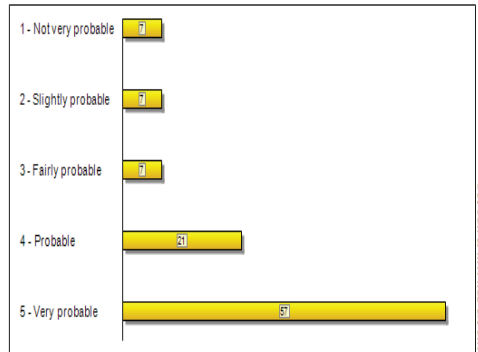 1 - Not very probable 7
2 - Slightly probable 7
3 - Fairly probable 7
4 - Probable 21
5 - Very probable 57